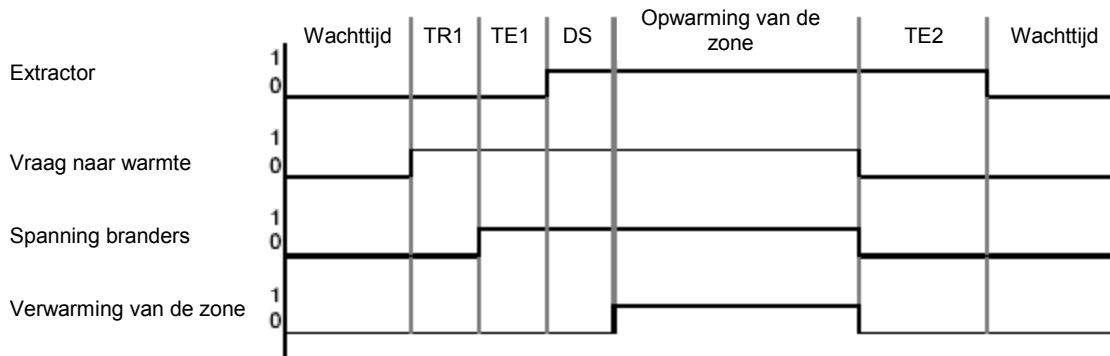 Wachttijd TR1 TE1 DS Opwarming van de zone TE2 Wachttijd
Extractor 1 0
Vraag naar warmte 1 0
Spanning branders 1 0
Verwarming van de zone 1 0